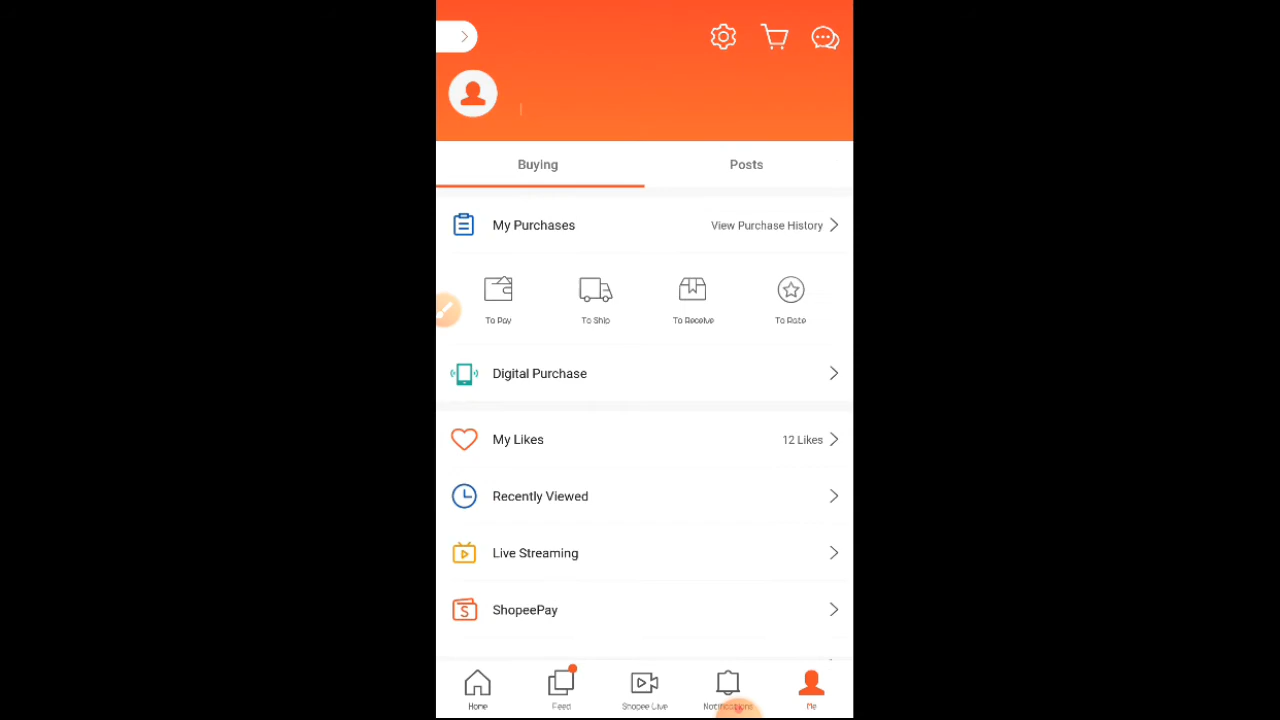 Buying
Posts
My Purchases
View Purchase History
To Pay
To Ship
To Receive
To Rate
Digital Purchase
My Likes
12 Likes
Recently Viewed
Live Streaming
S
ShopeePay
Home
Feed
Shopee Live
Notifications
Me